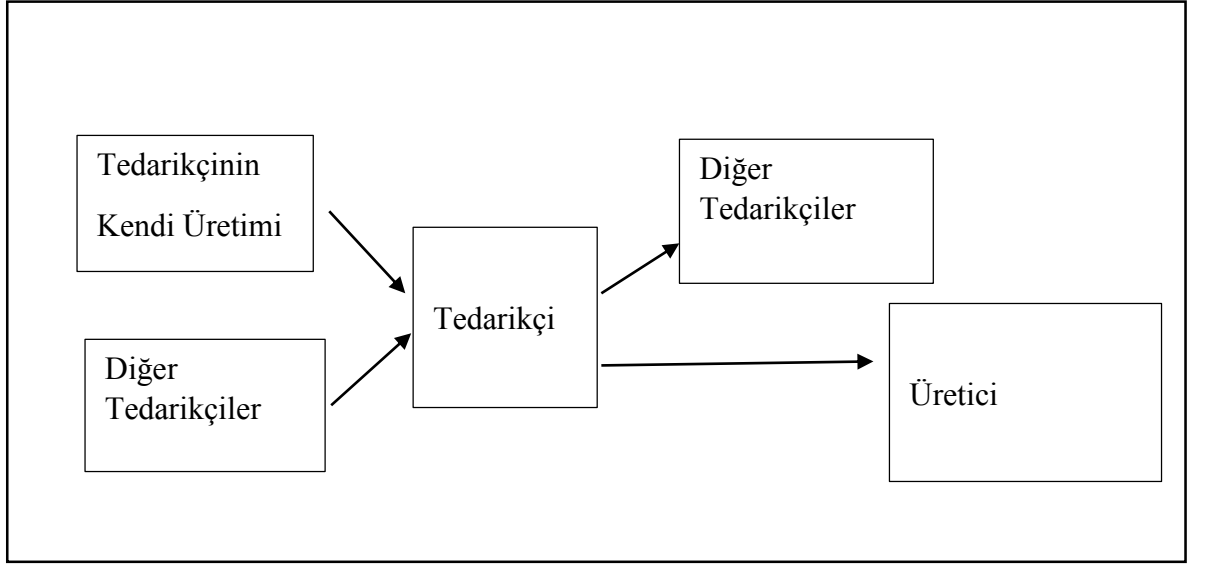 Tedarikçinin
Kendi Üretimi
Diğer
Tedarikçiler
Tedarikçi
Diğer
Tedarikçiler
Üretici